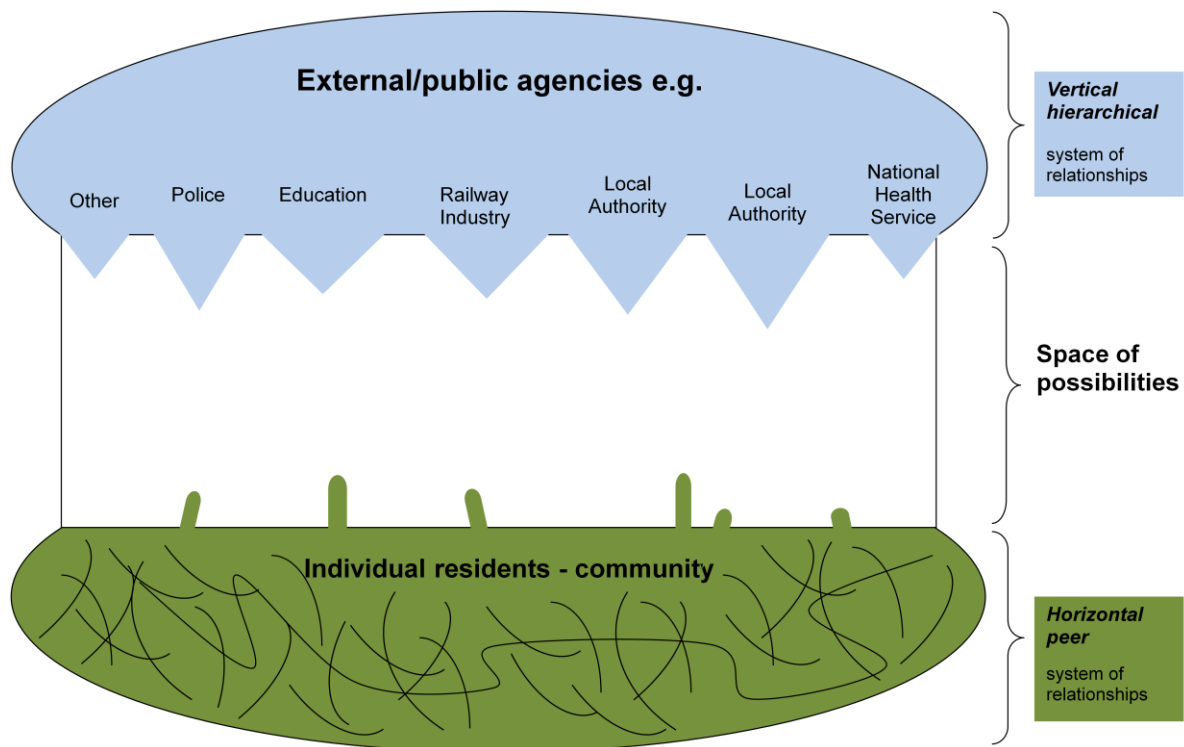 External/public agencies e.g.
Vertical
hierarchical
system of
relationships
Other
Police
Education
Railway
Industry
Local
Authority
Local
Authority
National
Health
Service
Space of
possibilities
Individual residents - community
Horizontal
peer
system of
relationships